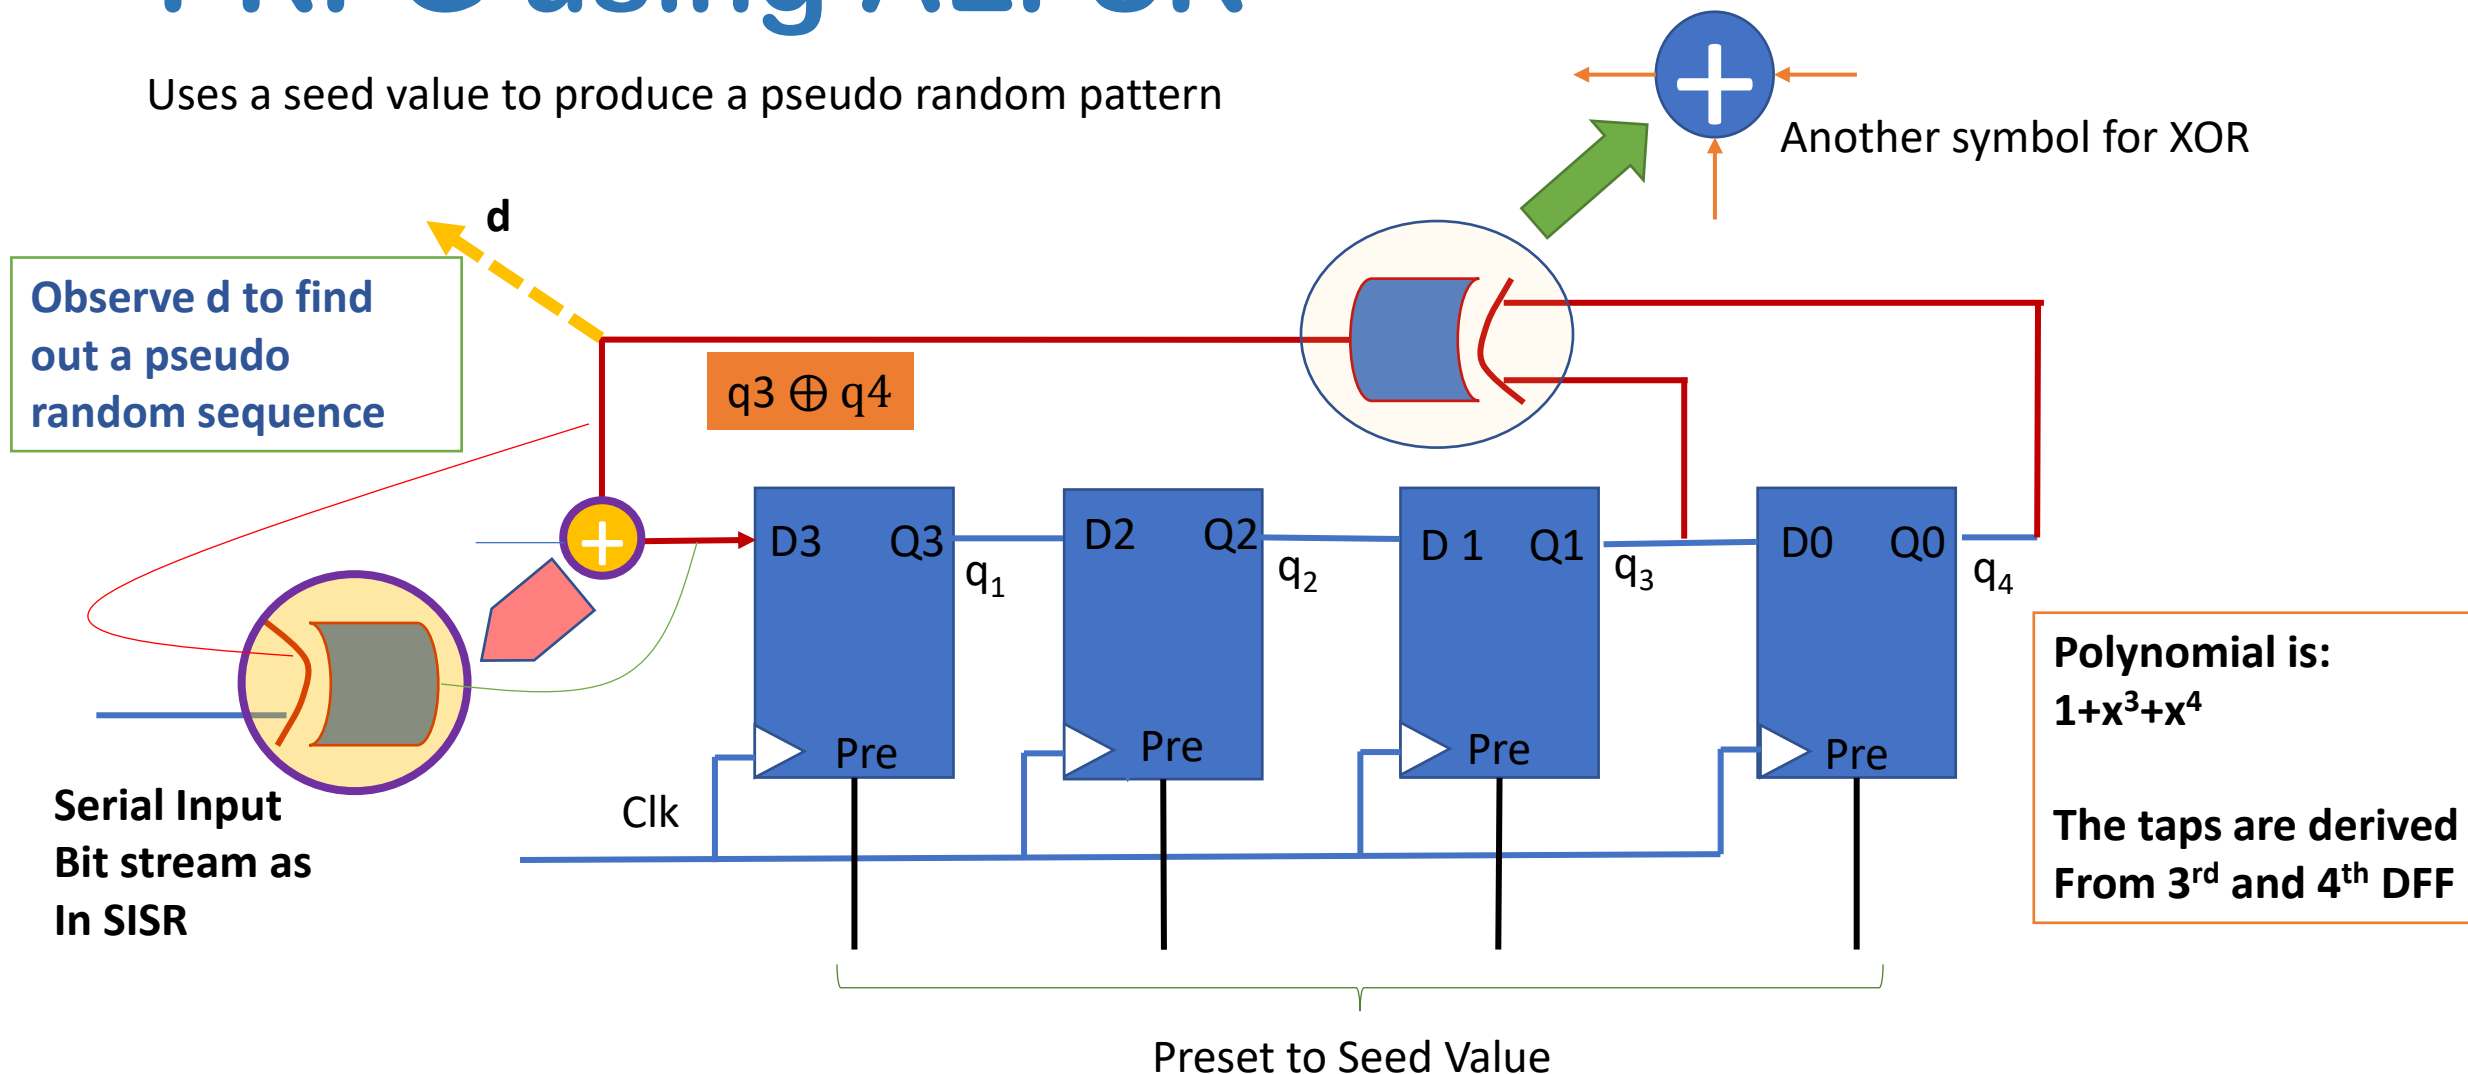 Uses a seed value to produce a pseudo random pattern
Another symbol for XOR
d
Observe d to find
out a pseudo
random sequence
q3 ⊕ q4
D3 Q3
D2 Q2
D 1 Q1
D0 Q0
q₁
q₂
q₃
q₄
Pre
Pre
Pre
Pre
Clk
Serial Input
Bit stream as
In SISR
Polynomial is:
1+x³+x⁴
The taps are derived
From 3ʳᵈ and 4ᵗʰ DFF
Preset to Seed Value